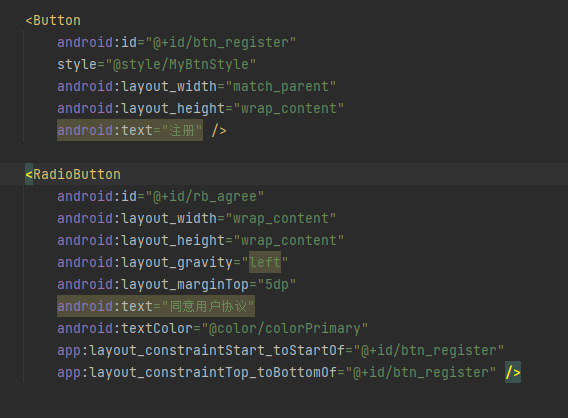 <Button
android:id="@+id/btn_register"
style="@style/MyBtnStyle"
android:layout_width="match_parent"
android:layout_height="wrap_content"
android:text="注册" />
<RadioButton
android:id="@+id/rb_agree"
android:layout_width="wrap_content"
android:layout_height="wrap_content"
android:layout_gravity="left"
android:layout_marginTop="5dp"
android:text="同意用户协议"
android:textColor="@color/colorPrimary"
app:layout_constraintStart_toStartOf="@+id/btn_register"
app:layout_constraintTop_toBottomOf="@+id/btn_register" />